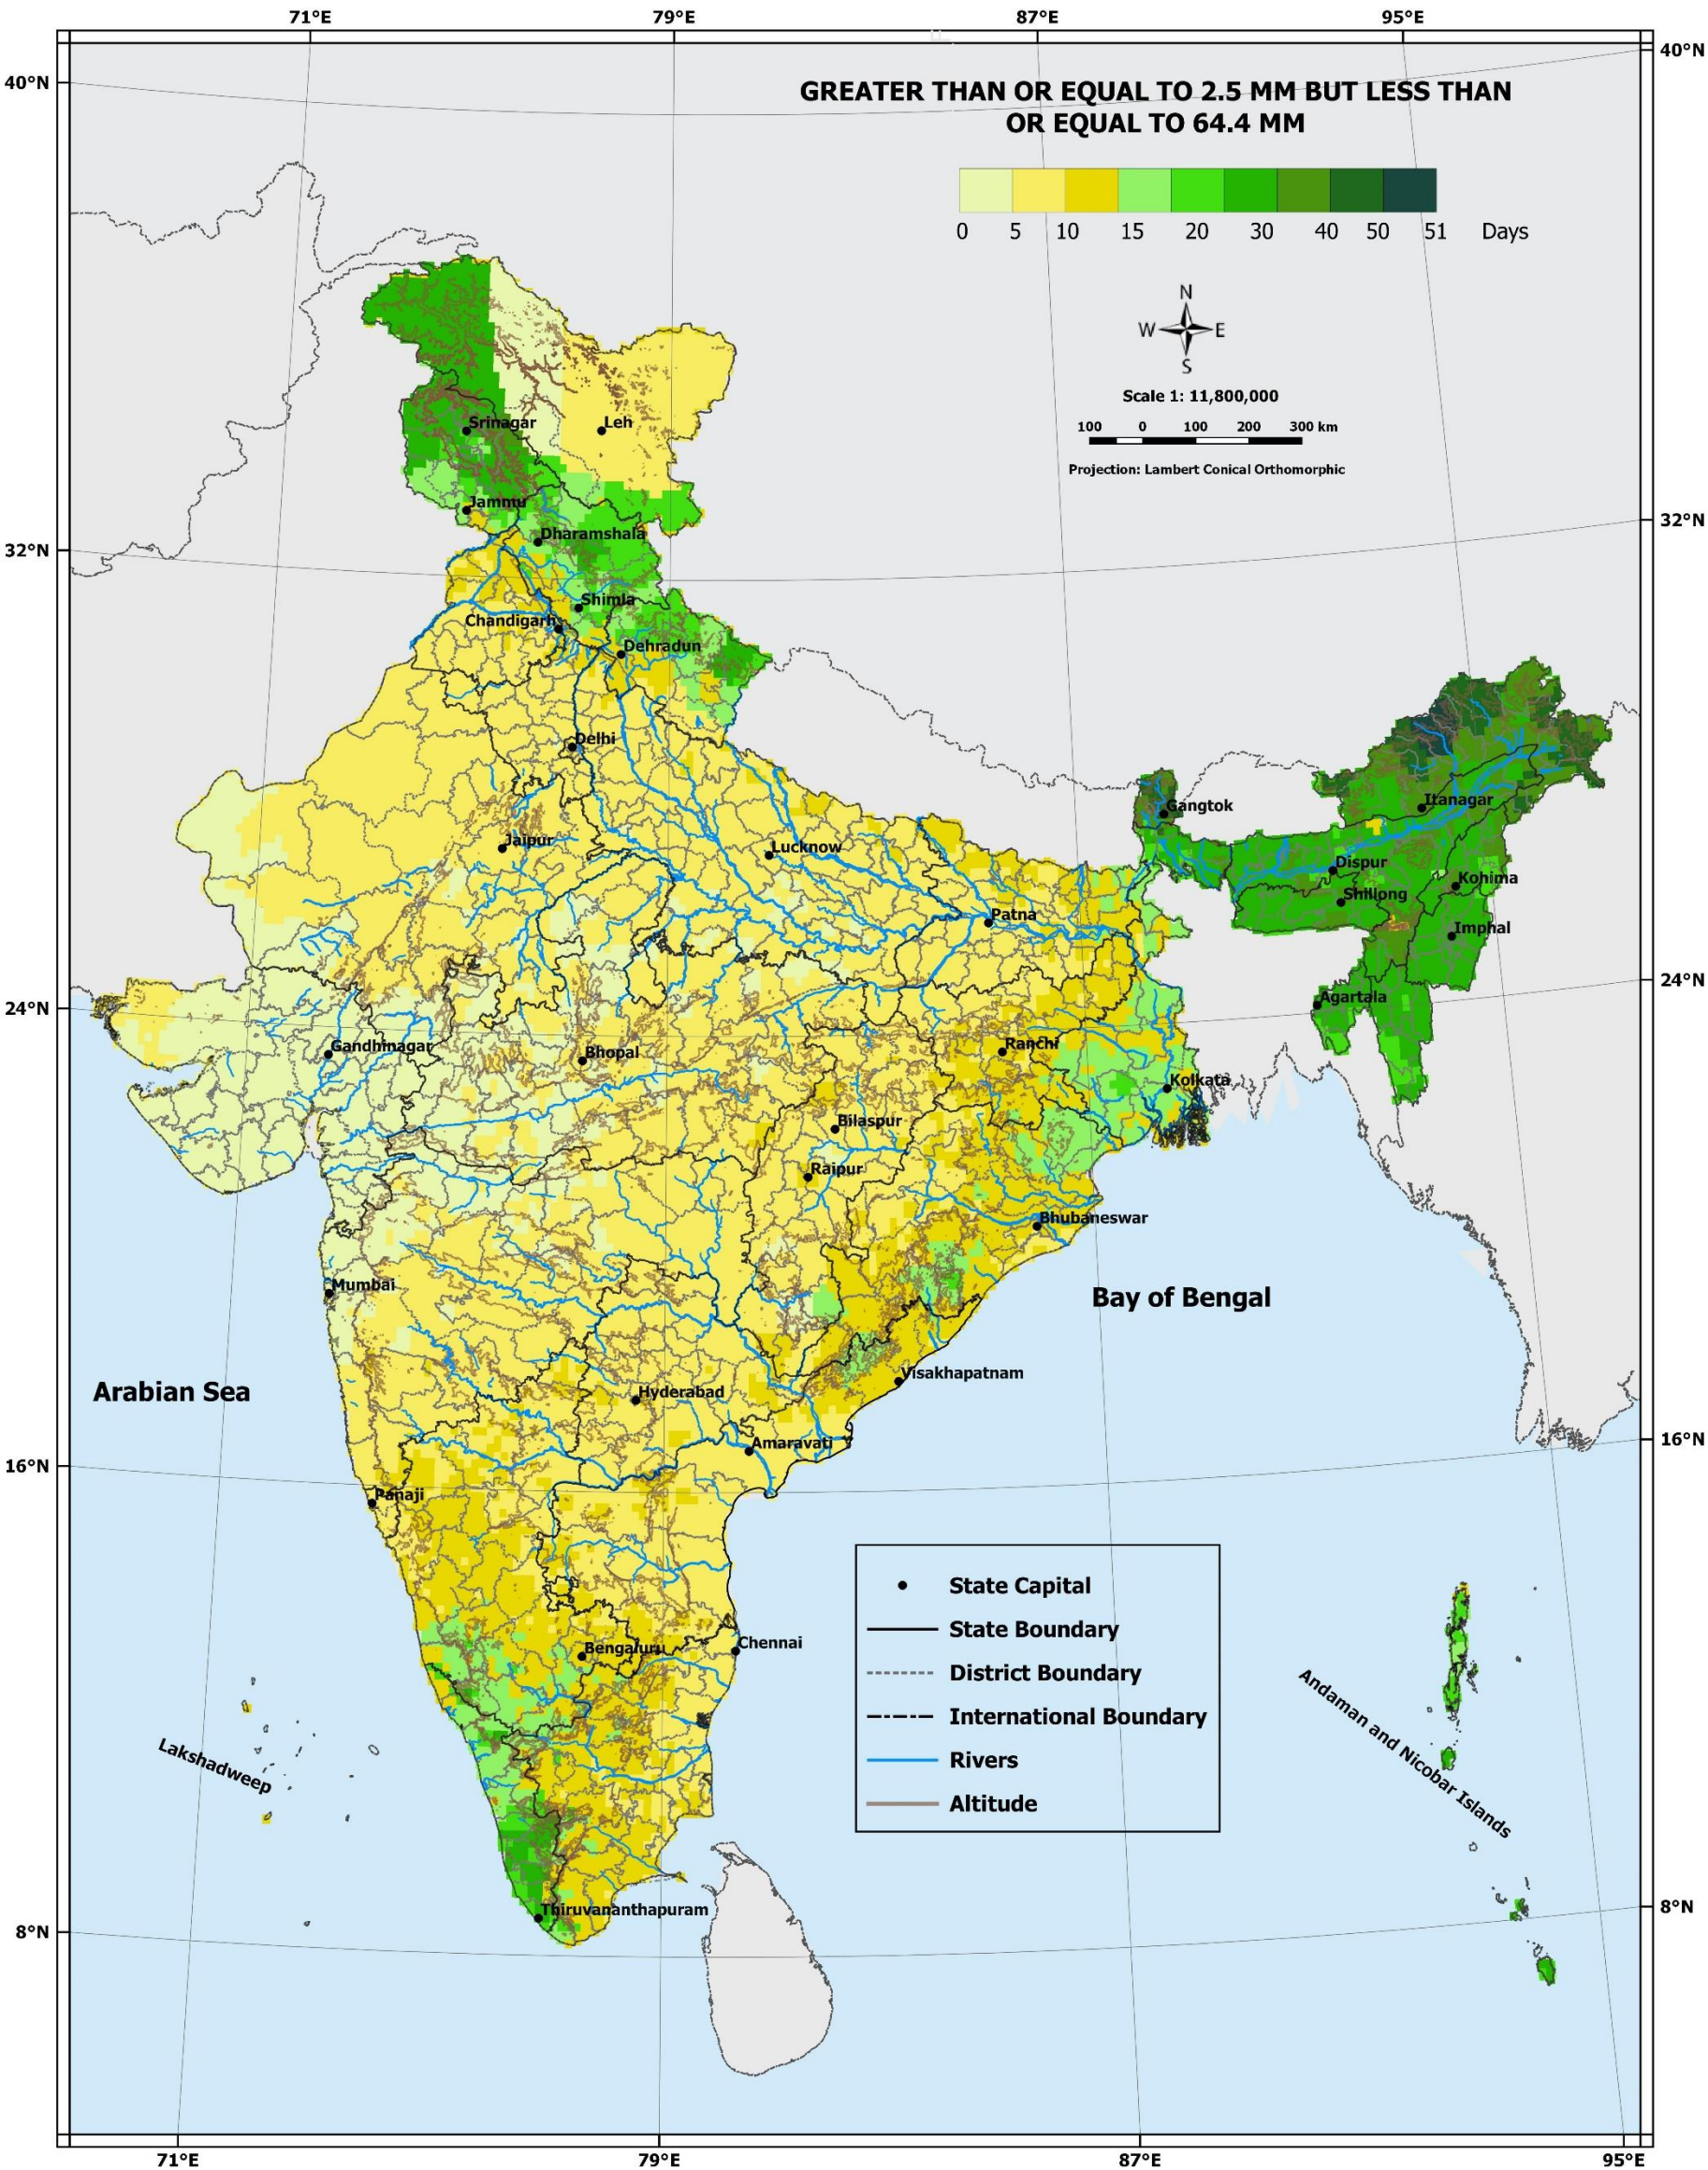 71°E 79°E 87°E 95°E
40°N
40°N
GREATER THAN OR EQUAL TO 2.5 MM BUT LESS THAN
OR EQUAL TO 64.4 MM
0 5 10 15 20 30 40 50 51 Days
N
W E
S
Scale 1: 11,800,000
100 0 100 200 300 km
Projection: Lambert Conical Orthomorphic
Srinagar
Leh
Jammu
32°N
Dharamshala
32°N
Shimla
Chandigarh
Dehradun
Delhi
Gangtok
Itanagar
Jaipur
Lucknow
Dispur
Kohima
Shillong
Patna
Imphal
24°N
24°N
Agartala
Gandhinagar
Bhopal
Ranchi
Kolkata
Bilaspur
Raipur
Bhubaneswar
Mumbai
Bay of Bengal
Arabian Sea
Visakhapatnam
Hyderabad
Amaravati
16°N
16°N
Panaji
State Capital
State Boundary
District Boundary
International Boundary
Rivers
Altitude
Bengaluru
Chennai
Andaman and Nicobar Islands
Lakshadweep
Thiruvananthapuram
8°N
8°N
71°E 79°E 87°E 95°E